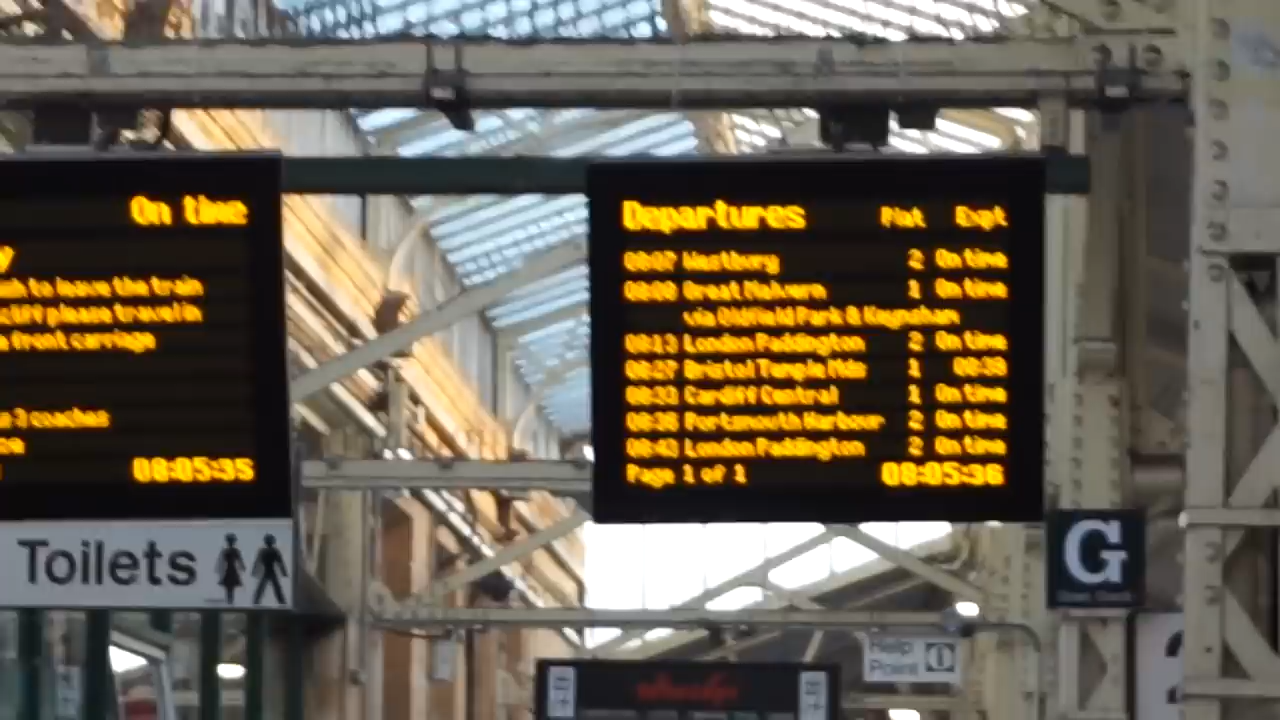 On time
y
to leave the train
please travel in
front carriage
3 coaches
08:05:35
Toilets
Departures Plat Expt
08:07 Westbury 2 On time
08:09 Great Malvern 1 On time
via Oldfield Park & Keynsham
08:13 London Paddington 2 On time
08:27 Bristol Temple Mds 1
08:33 Cardiff Central 1 On time
08:38 Portsmouth Harbour 2 On time
08:43 London Paddington 2 On time
Page 1 of 1 08:05:36
G
Help
Point
2